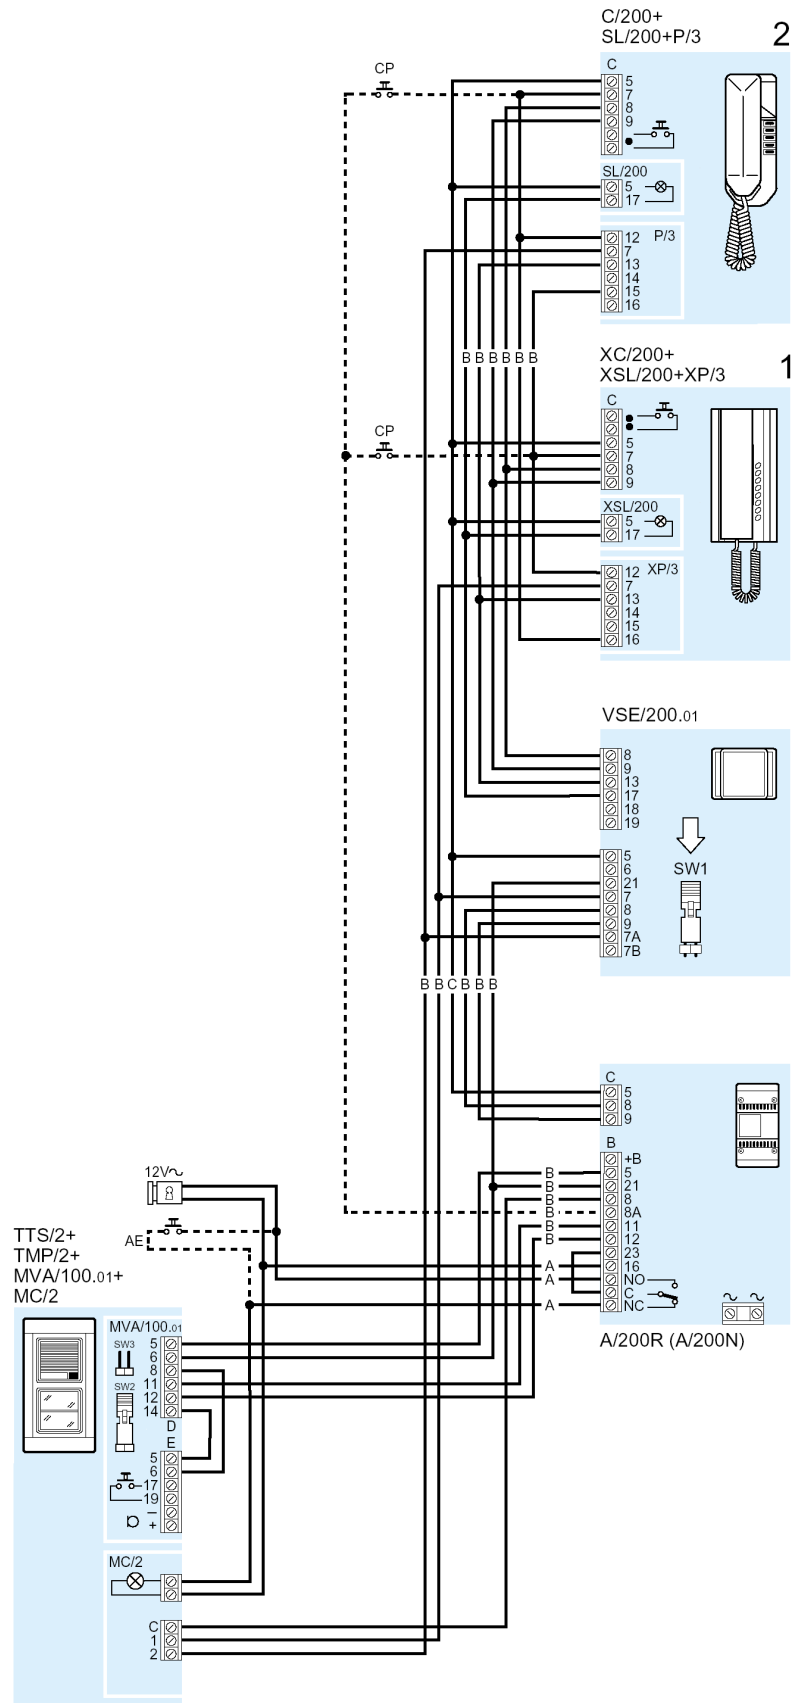 C/200+
SL/200+P/3
2
CP
C
5
7
8
9
SL/200
5
17
12 P/3
7
13
14
15
16
B B B B B B
XC/200+
XSL/200+XP/3
1
CP
C
5
7
8
9
XSL/200
5
17
12 XP/3
7
13
14
15
16
VSE/200.01
8
9
13
17
18
19
5
6
21
7
8
9
7A
7B
SW1
B B C B B B
C
5
8
9
B
+B
B 5
B 21
B 8
B 8A
B 11
B 12
23
A 16
A NO
C
A NC
A/200R (A/200N)
12V~
AE
TTS/2+
TMP/2+
MVA/100.01+
MC/2
MVA/100.01
SW3
SW2
5
6
8
11
12
14
D
E
5
6
17
19
–
+
MC/2
C
1
2